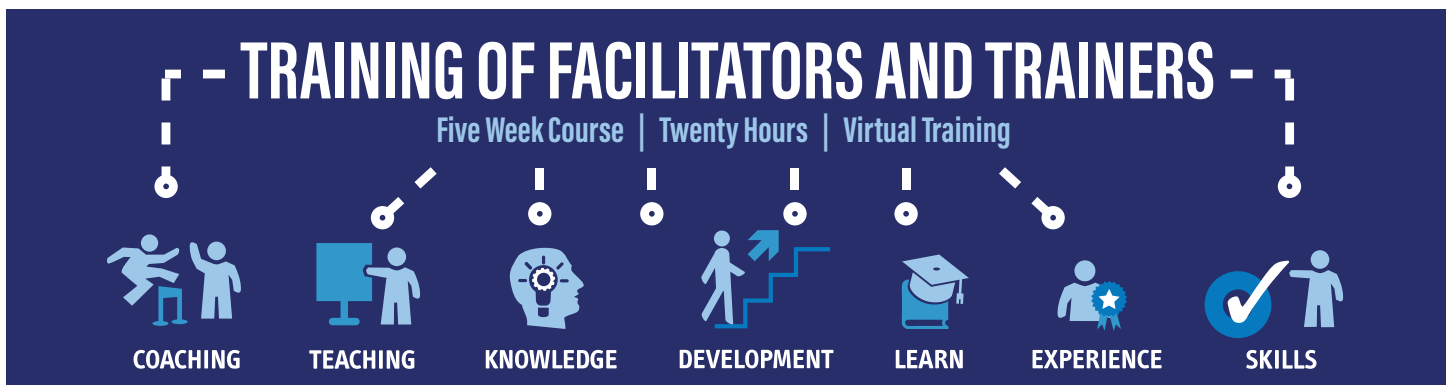 TRAINING OF FACILITATORS AND TRAINERS
Five Week Course | Twenty Hours | Virtual Training
COACHING TEACHING KNOWLEDGE DEVELOPMENT LEARN EXPERIENCE SKILLS